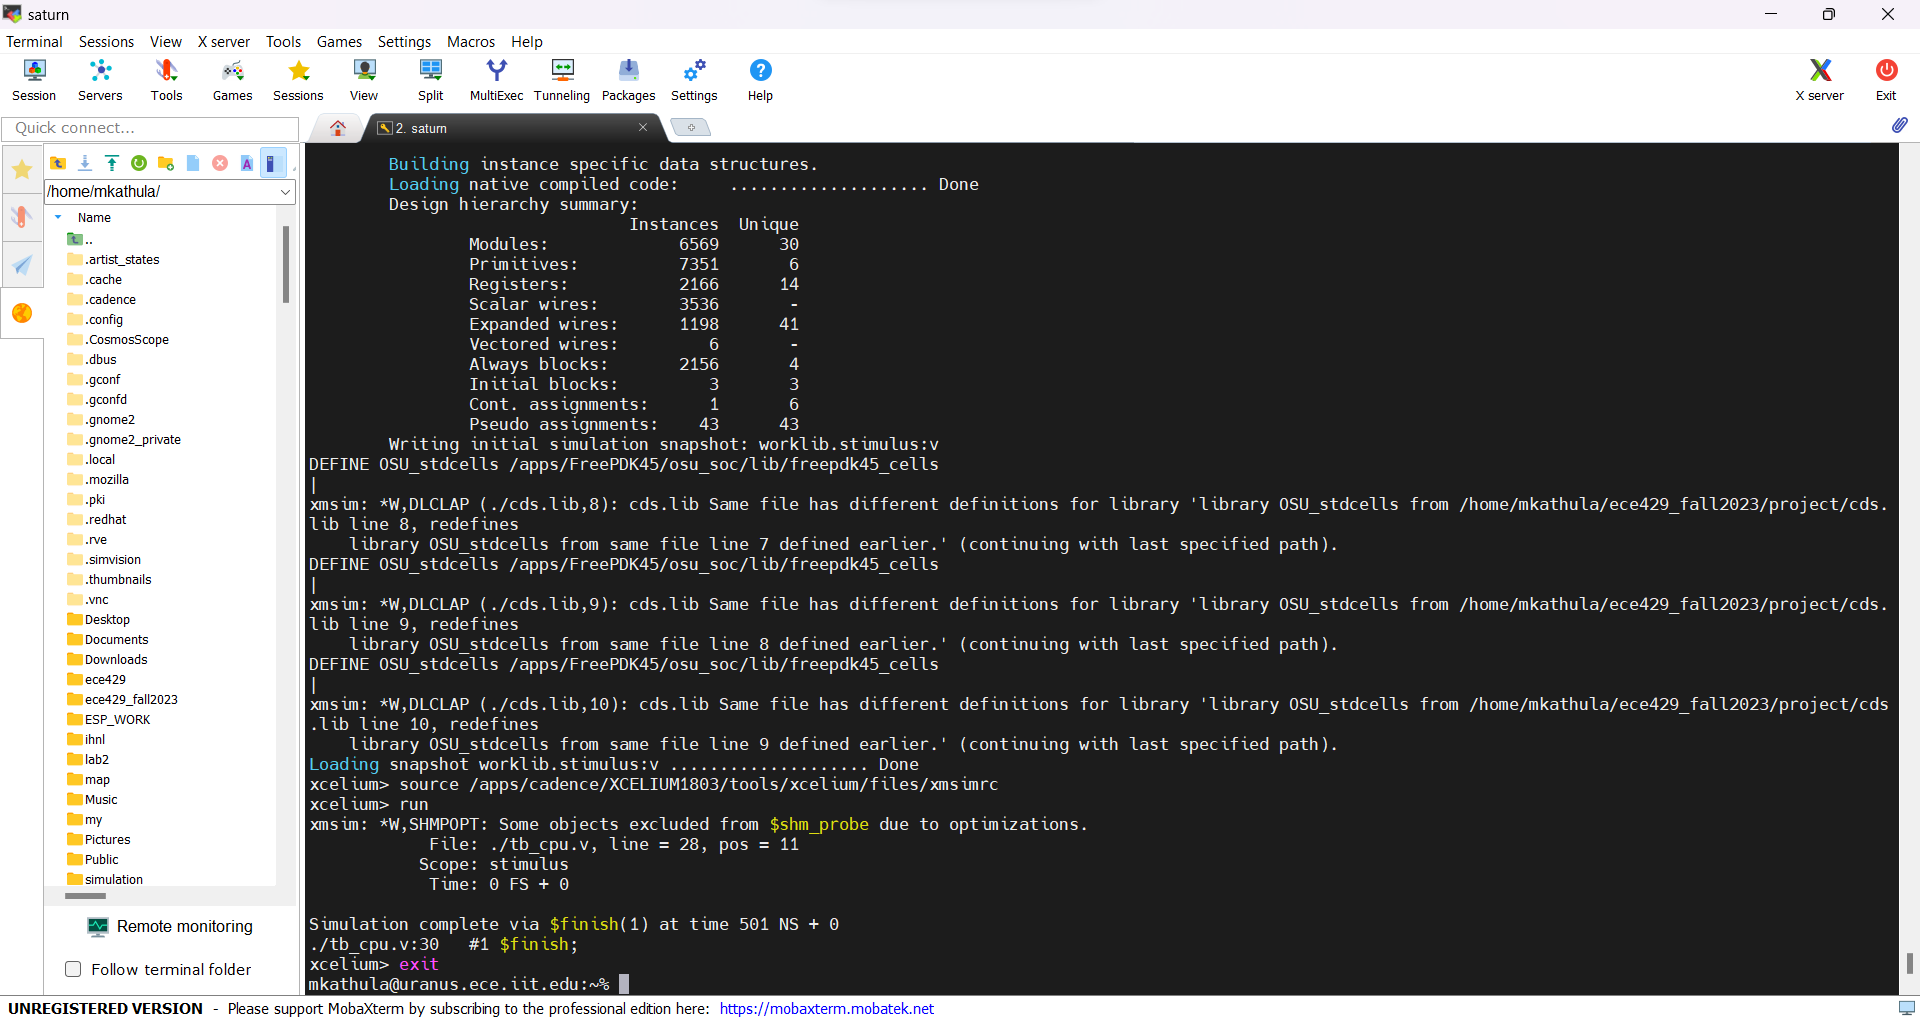 saturn
Terminal Sessions View X server Tools Games Settings Macros Help
Session Servers Tools Games Sessions View Split MultiExec Tunneling Packages Settings Help X server Exit
Quick connect...
2. saturn
/home/mkathula/
Name
..
.artist_states
.cache
.cadence
.config
.CosmosScope
.dbus
.gconf
.gconfd
.gnome2
.gnome2_private
.local
.mozilla
.pki
.redhat
.rve
.simvision
.thumbnails
.vnc
Desktop
Documents
Downloads
ece429
ece429_fall2023
ESP_WORK
ihnl
lab2
map
Music
my
Pictures
Public
simulation
Remote monitoring
Follow terminal folder
Building instance specific data structures.
Loading native compiled code: .................... Done
Design hierarchy summary:
Instances Unique
Modules: 6569 30
Primitives: 7351 6
Registers: 2166 14
Scalar wires: 3536 -
Expanded wires: 1198 41
Vectored wires: 6 -
Always blocks: 2156 4
Initial blocks: 3 3
Cont. assignments: 1 6
Pseudo assignments: 43 43
Writing initial simulation snapshot: worklib.stimulus:v
DEFINE OSU_stdcells /apps/FreePDK45/osu_soc/lib/freepdk45_cells
|
xmsim: *W,DLCLAP (./cds.lib,8): cds.lib Same file has different definitions for library 'library OSU_stdcells from /home/mkathula/ece429_fall2023/project/cds.
lib line 8, redefines
library OSU_stdcells from same file line 7 defined earlier.' (continuing with last specified path).
DEFINE OSU_stdcells /apps/FreePDK45/osu_soc/lib/freepdk45_cells
|
xmsim: *W,DLCLAP (./cds.lib,9): cds.lib Same file has different definitions for library 'library OSU_stdcells from /home/mkathula/ece429_fall2023/project/cds.
lib line 9, redefines
library OSU_stdcells from same file line 8 defined earlier.' (continuing with last specified path).
DEFINE OSU_stdcells /apps/FreePDK45/osu_soc/lib/freepdk45_cells
|
xmsim: *W,DLCLAP (./cds.lib,10): cds.lib Same file has different definitions for library 'library OSU_stdcells from /home/mkathula/ece429_fall2023/project/cds
.lib line 10, redefines
library OSU_stdcells from same file line 9 defined earlier.' (continuing with last specified path).
Loading snapshot worklib.stimulus:v .................... Done
xcelium> source /apps/cadence/XCELIUM1803/tools/xcelium/files/xmsimrc
xcelium> run
xmsim: *W,SHMPOPT: Some objects excluded from $shm_probe due to optimizations.
File: ./tb_cpu.v, line = 28, pos = 11
Scope: stimulus
Time: 0 FS + 0
Simulation complete via $finish(1) at time 501 NS + 0
./tb_cpu.v:30 #1 $finish;
xcelium> exit
mkathula@uranus.ece.iit.edu:~%
UNREGISTERED VERSION - Please support MobaXterm by subscribing to the professional edition here: https://mobaxterm.mobatek.net